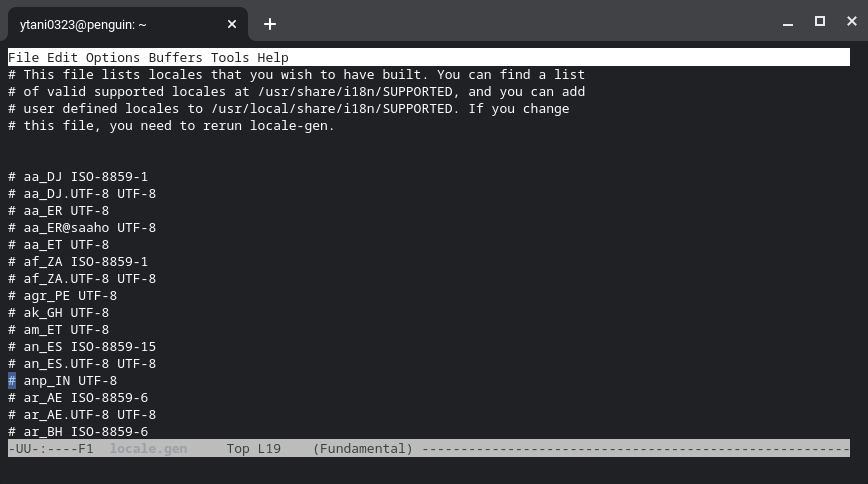 ytani0323@penguin: ~
File Edit Options Buffers Tools Help
# This file lists locales that you wish to have built. You can find a list
# of valid supported locales at /usr/share/i18n/SUPPORTED, and you can add
# user defined locales to /usr/local/share/i18n/SUPPORTED. If you change
# this file, you need to rerun locale-gen.
# aa_DJ ISO-8859-1
# aa_DJ.UTF-8 UTF-8
# aa_ER UTF-8
# aa_ER@saaho UTF-8
# aa_ET UTF-8
# af_ZA ISO-8859-1
# af_ZA.UTF-8 UTF-8
# agr_PE UTF-8
# ak_GH UTF-8
# am_ET UTF-8
# an_ES ISO-8859-15
# an_ES.UTF-8 UTF-8
# anp_IN UTF-8
# ar_AE ISO-8859-6
# ar_AE.UTF-8 UTF-8
# ar_BH ISO-8859-6
-UU-:----F1  locale.gen     Top L19    (Fundamental) -------------------------------------------------------